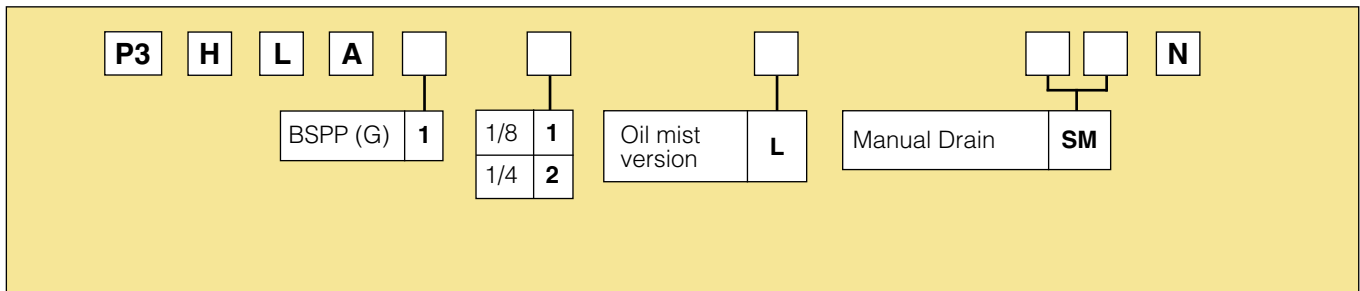 P3 H L A N
BSPP (G) 1
1/8 1
1/4 2
Oil mist
version
L
Manual Drain SM